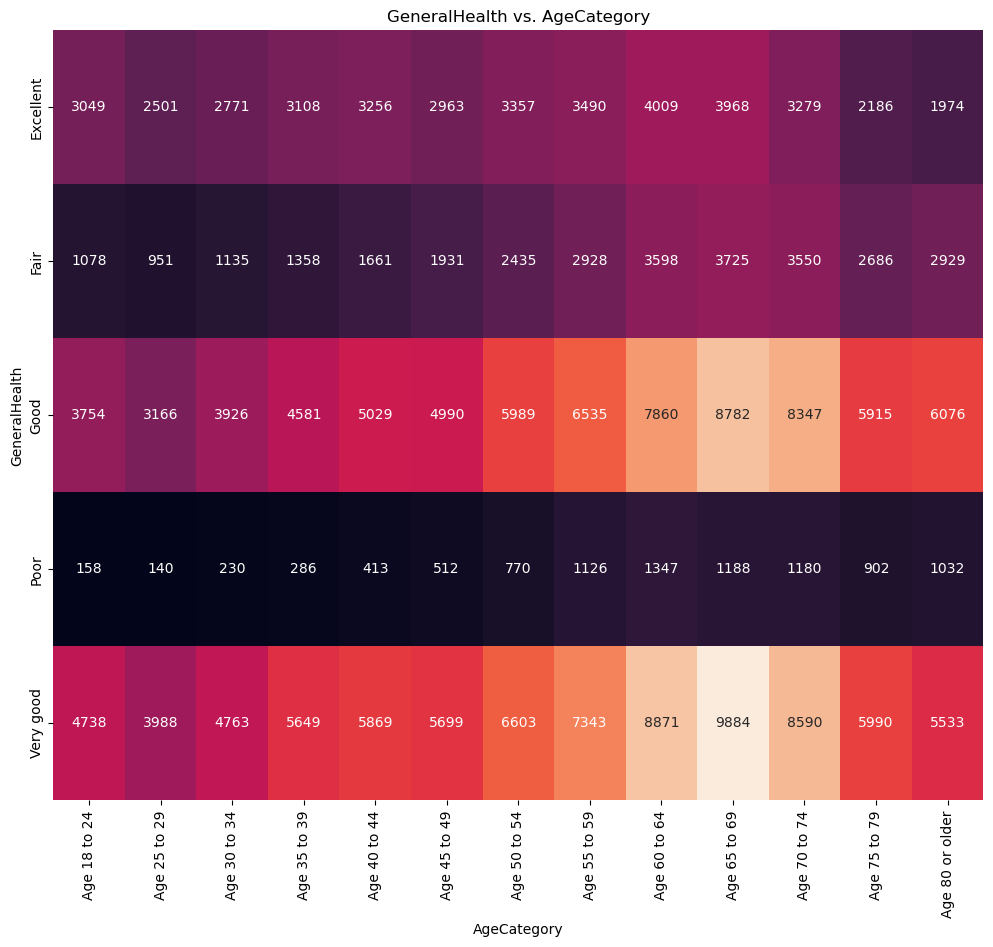 GeneralHealth vs. AgeCategory
Excellent 3049 2501 2771 3108 3256 2963 3357 3490 4009 3968 3279 2186 1974
Fair 1078 951 1135 1358 1661 1931 2435 2928 3598 3725 3550 2686 2929
GeneralHealth
Good 3754 3166 3926 4581 5029 4990 5989 6535 7860 8782 8347 5915 6076
Poor 158 140 230 286 413 512 770 1126 1347 1188 1180 902 1032
Very good 4738 3988 4763 5649 5869 5699 6603 7343 8871 9884 8590 5990 5533
Age 18 to 24 Age 25 to 29 Age 30 to 34 Age 35 to 39 Age 40 to 44 Age 45 to 49 Age 50 to 54 Age 55 to 59 Age 60 to 64 Age 65 to 69 Age 70 to 74 Age 75 to 79 Age 80 or older
AgeCategory